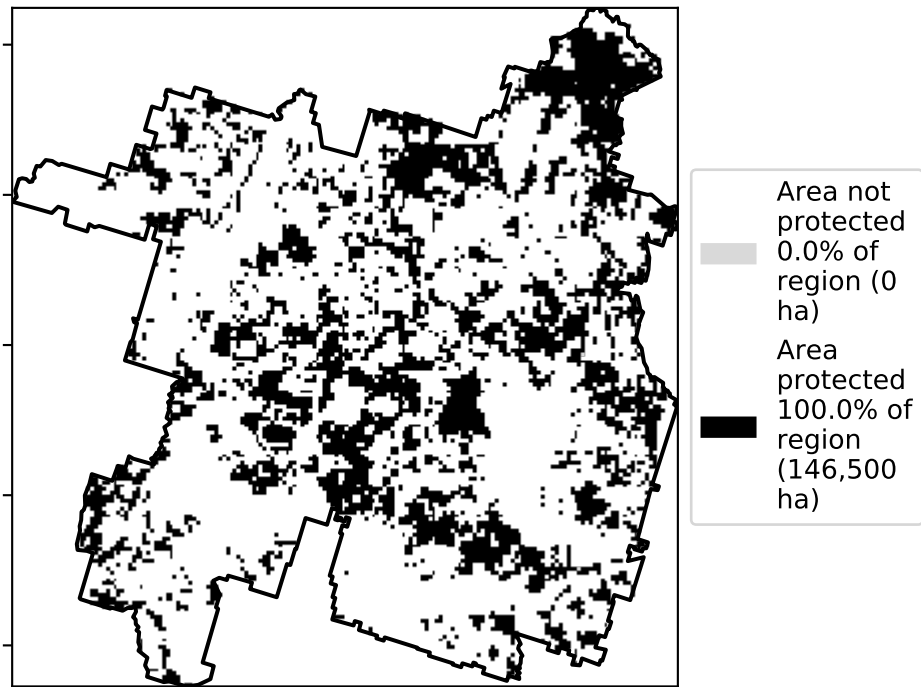 Area not
protected
0.0% of
region (0
ha)
Area
protected
100.0% of
region
(146,500
ha)